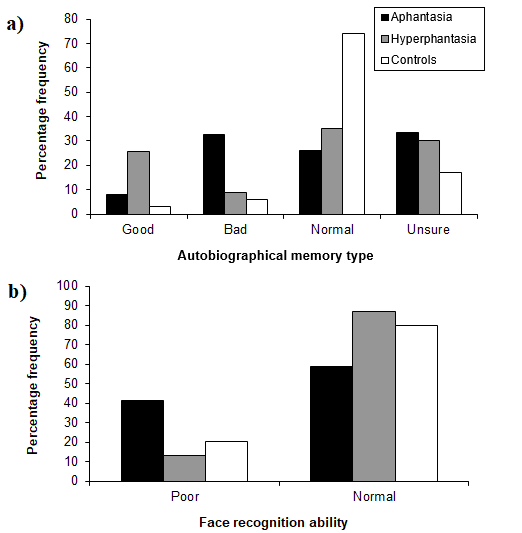 a)
Aphantasia
Hyperphantasia
Controls
Percentage frequency
80
70
60
50
40
30
20
10
0
Good Bad Normal Unsure
Autobiographical memory type
b)
Percentage frequency
100
90
80
70
60
50
40
30
20
10
0
Poor Normal
Face recognition ability